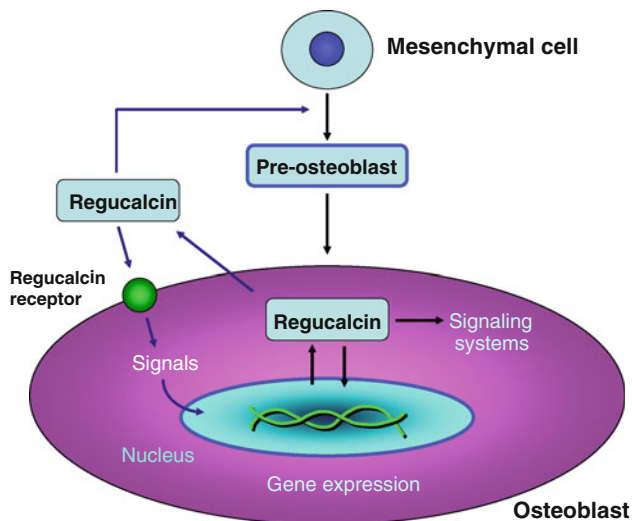 Mesenchymal cell
Pre-osteoblast
Regucalcin
Regucalcin
receptor
Regucalcin
Signaling
systems
Signals
Nucleus
Gene expression
Osteoblast